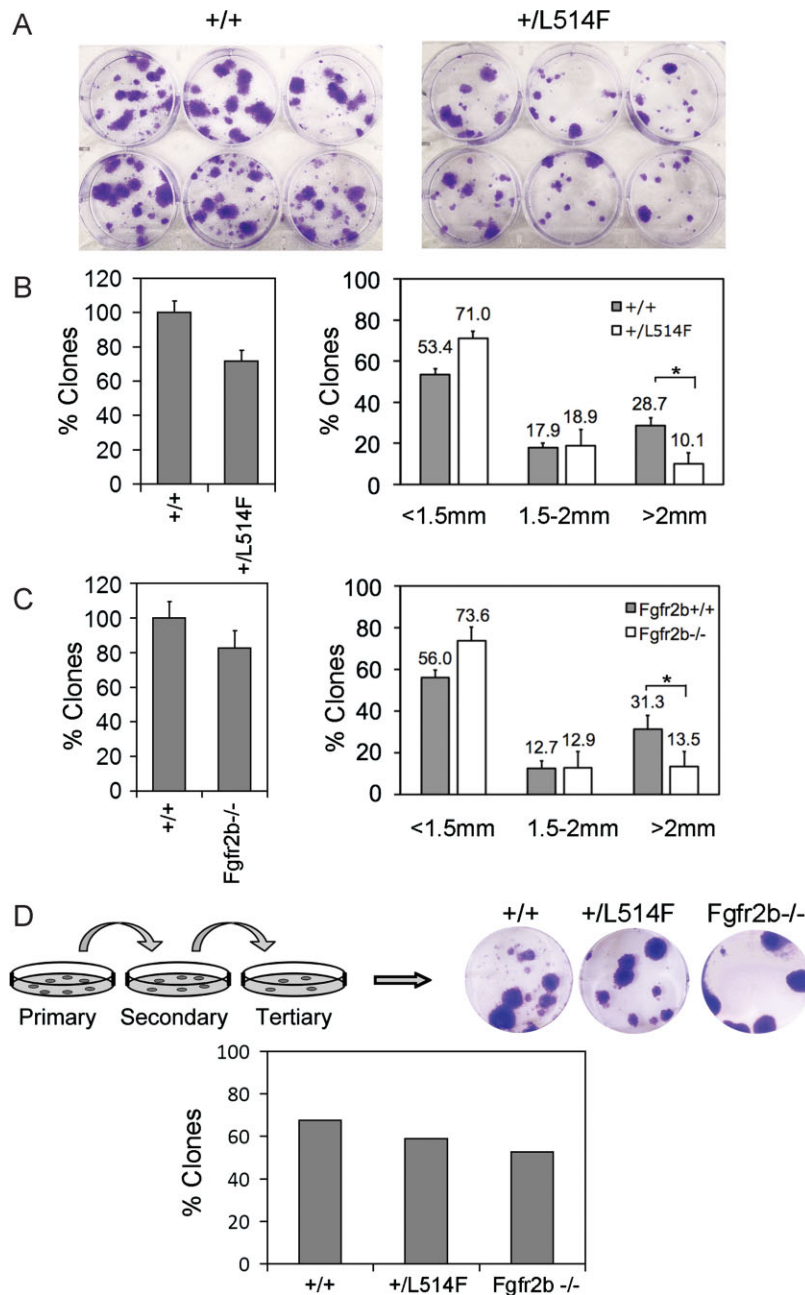 A
+/+
+/L514F
B
% Clones
120
100
80
60
40
20
0
+/+
+/L514F
% Clones
100
80
60
40
20
0
+/+
+/L514F
53.4
71.0
17.9
18.9
28.7
*
10.1
<1.5mm
1.5-2mm
>2mm
C
% Clones
120
100
80
60
40
20
0
+/+
Fgfr2b-/-
% Clones
100
80
60
40
20
0
Fgfr2b+/+
Fgfr2b-/-
56.0
73.6
12.7
12.9
31.3
*
13.5
<1.5mm
1.5-2mm
>2mm
D
Primary
Secondary
Tertiary
+/+
+/L514F
Fgfr2b-/-
% Clones
100
80
60
40
20
0
+/+
+/L514F
Fgfr2b -/-